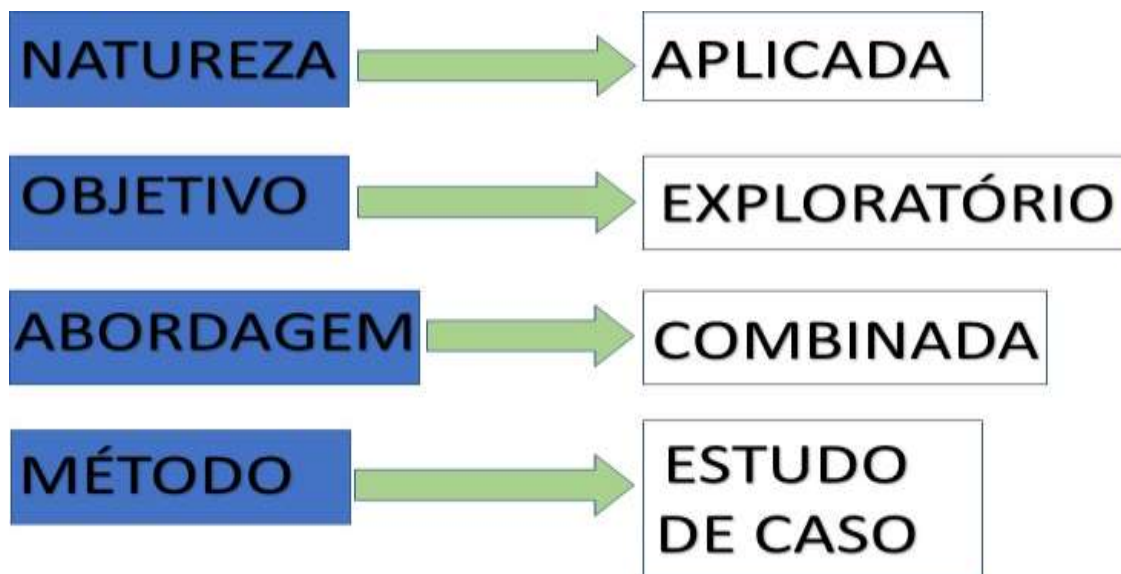 NATUREZA
APLICADA
OBJETIVO
EXPLORATÓRIO
ABORDAGEM
COMBINADA
MÉTODO
ESTUDO
DE CASO